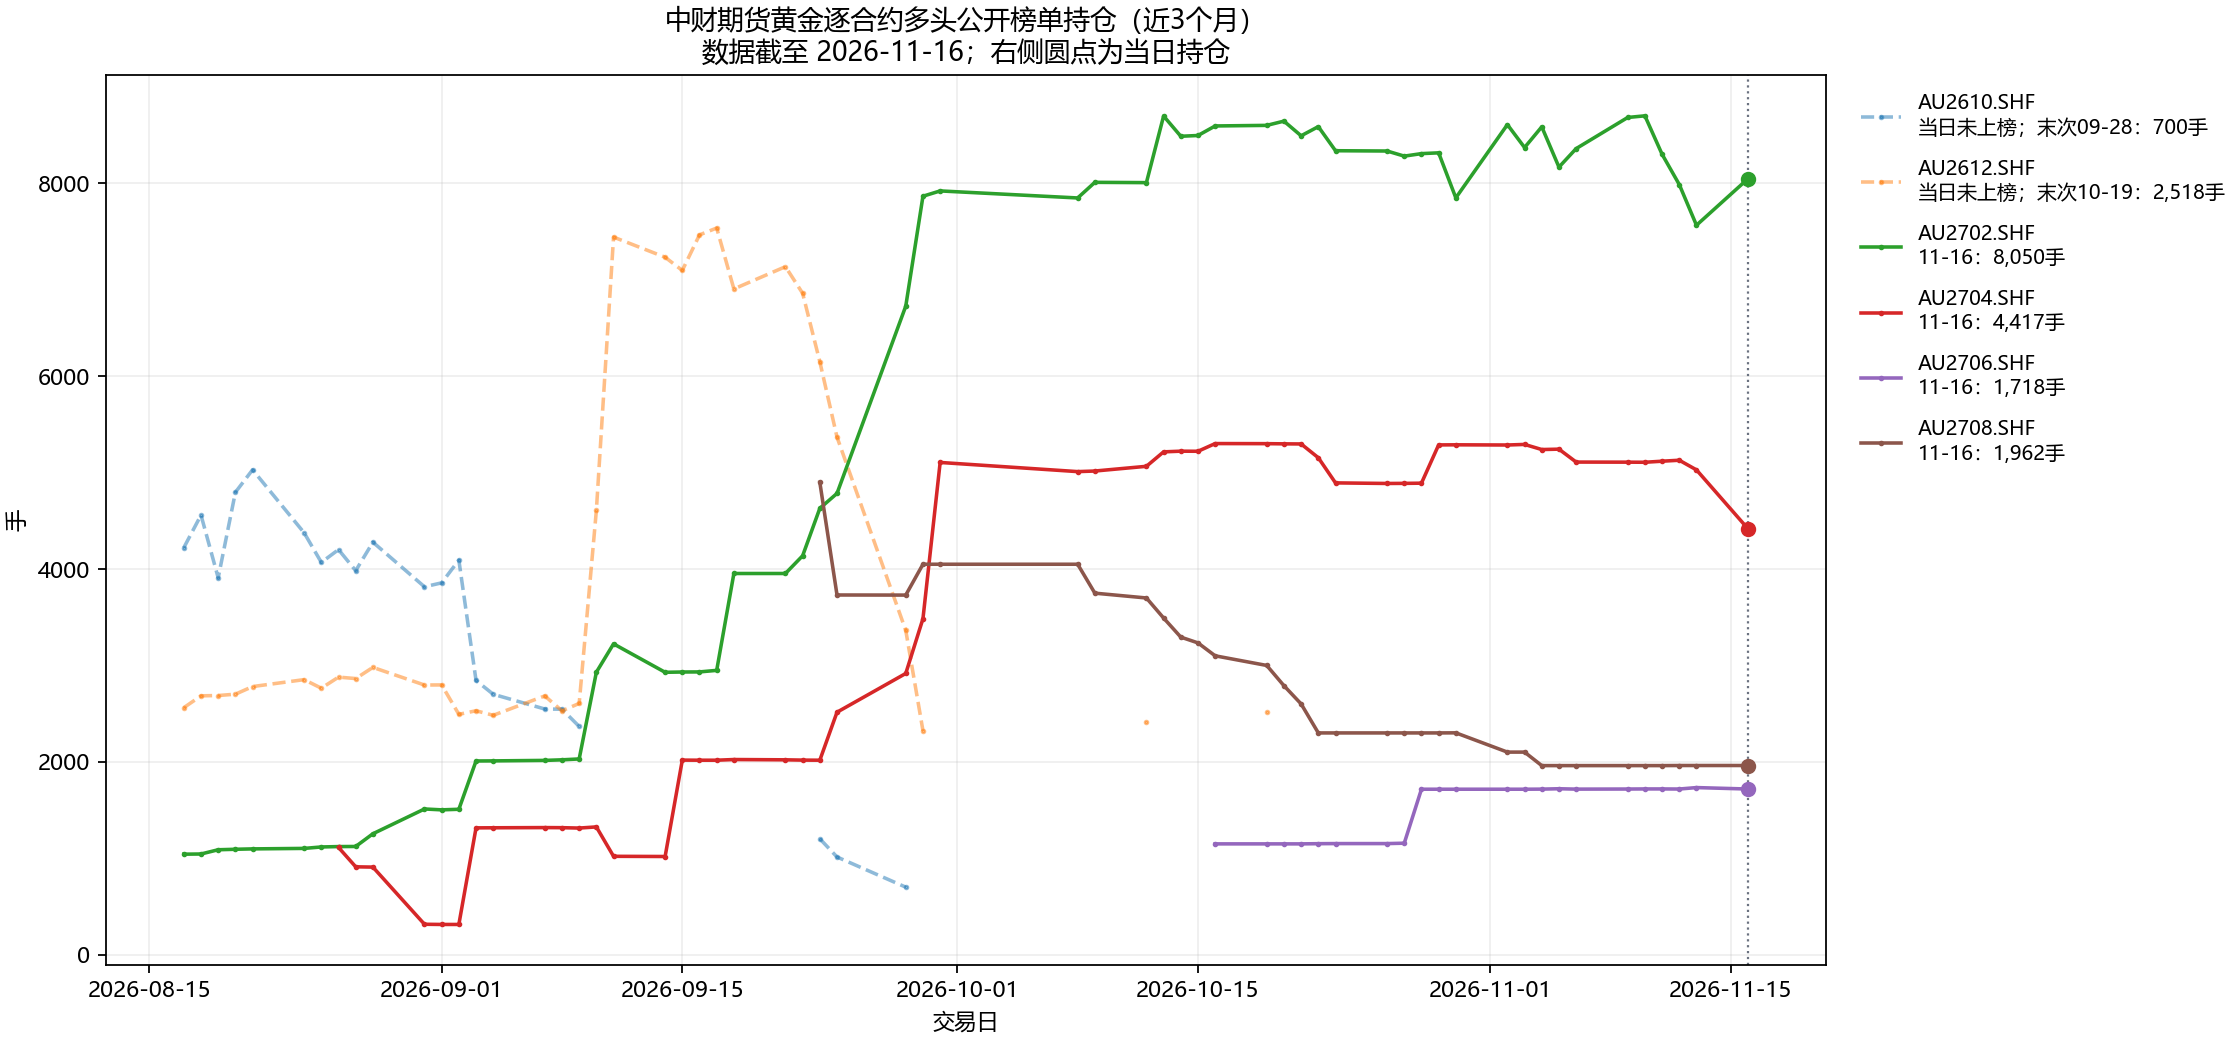 中财期货黄金逐合约多头公开榜单持仓（近3个月）
数据截至 2026-11-16；右侧圆点为当日持仓
手
8000
6000
4000
2000
0
2026-08-15
2026-09-01
2026-09-15
2026-10-01
2026-10-15
2026-11-01
2026-11-15
交易日
AU2610.SHF
当日未上榜；末次09-28：700手
AU2612.SHF
当日未上榜；末次10-19：2,518手
AU2702.SHF
11-16：8,050手
AU2704.SHF
11-16：4,417手
AU2706.SHF
11-16：1,718手
AU2708.SHF
11-16：1,962手